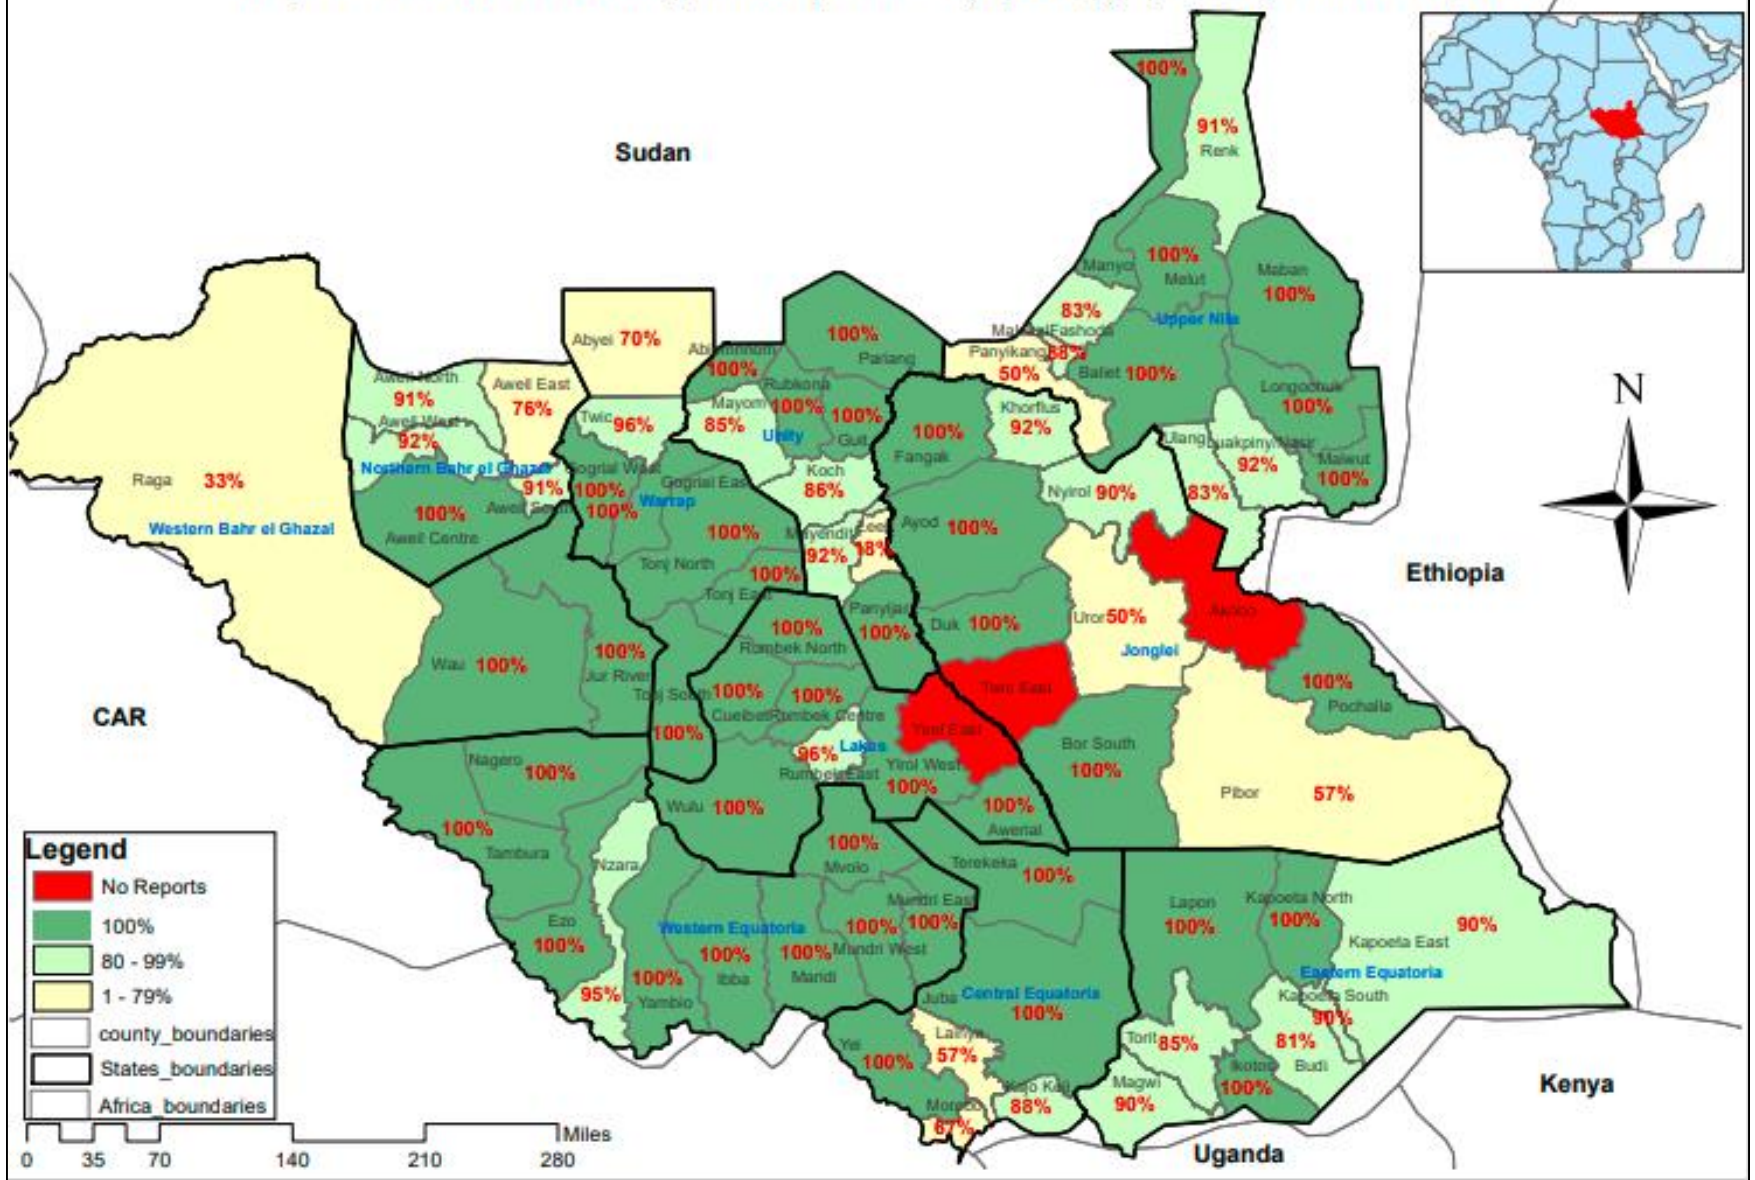 100%
91%
Renk
Sudan
100%
Manyo
Melut
Maban
100%
83%
Fashoda
Upper Nile
Abyei 70%
100%
Pariang
100%
Panyikang
50%
88%
Baliet 100%
Longochuk
100%
Aweil North
91%
Aweil East
76%
Aweil West
92%
Twic 96%
Mayom
85%
Rubkona
100%
100%
Guit
Unity
100%
Fangak
Khorflus
92%
Ulang
Luakpiny/Nasir
92%
Maiwut
100%
Raga 33%
Northern Bahr el Ghazal
91%
Aweil South
Gogrial West
100%
100%
Gogrial East
Warrap
Koch
86%
Nyirol 90%
83%
Western Bahr el Ghazal
100%
Aweil Centre
100%
Tonj North
Mayendit
92%
18%
Ayod 100%
Ethiopia
100%
Tonj East
Panyijar
100%
Duk 100%
Uror 50%
Akobo
Jonglei
Wau 100%
100%
Jur River
100%
Rumbek North
100%
Pochalla
CAR
Tonj South
100%
100%
Cueibet
100%
Rumbek Centre
Twic East
Yirol East
Bor South
100%
96%
Lakes
Rumbek East
Yirol West
100%
Nagero
100%
Wulu 100%
100%
Awerial
Pibor 57%
100%
Tambura
Nzara
100%
Mvolo
Terekeka
100%
Lapon
100%
Kapoeta North
100%
Ezo
100%
Western Equatoria
100%
Ibba
100%
Maridi
100%
Mundri West
Mundri East
100%
90%
Kapoeta East
Eastern Equatoria
95%
100%
Yambio
Juba
Central Equatoria
100%
Kapoeta South
90%
Yei
100%
Lainya
57%
Torit 85%
81%
Budi
Ikotos
100%
Magwi
90%
Kajo Keji
88%
Morobo
67%
Kenya
Uganda
N
Legend
No Reports
100%
80 - 99%
1 - 79%
county_boundaries
States_boundaries
Africa_boundaries
Miles
0 35 70 140 210 280